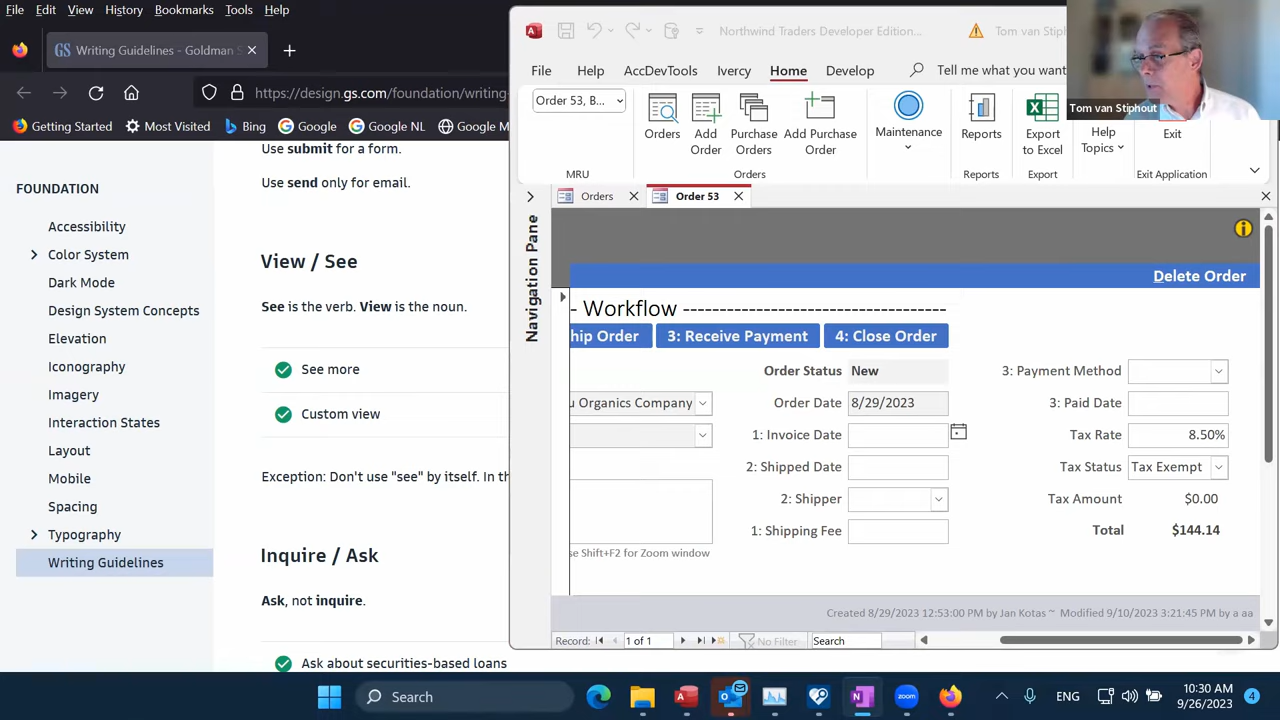 File Edit View History Bookmarks Tools Help
Writing Guidelines - Goldman S
https://design.gs.com/foundation/writing-
Getting Started Most Visited Bing Google Google NL Google M
FOUNDATION
Accessibility
Color System
Dark Mode
Design System Concepts
Elevation
Iconography
Imagery
Interaction States
Layout
Mobile
Spacing
Typography
Writing Guidelines
Use submit for a form.
Use send only for email.
View / See
See is the verb. View is the noun.
See more
Custom view
Exception: Don't use "see" by itself. In th
Inquire / Ask
Ask, not inquire.
Ask about securities-based loans
Northwind Traders Developer Edition... Tom van Stiph
Tom van Stiphout
File Help AccDevTools Ivercy Home Develop Tell me what you want
Order 53, B...
MRU
Orders
Add Order
Purchase Orders
Add Purchase Order
Orders
Maintenance
Reports
Reports
Export to Excel
Export
Help Topics
Exit
Exit Application
Navigation Pane
Orders Order 53
Delete Order
- Workflow ----------------------------------
hip Order 3: Receive Payment 4: Close Order
Order Status New 3: Payment Method
u Organics Company Order Date 8/29/2023 3: Paid Date
1: Invoice Date Tax Rate 8.50%
2: Shipped Date Tax Status Tax Exempt
2: Shipper Tax Amount $0.00
1: Shipping Fee Total $144.14
se Shift+F2 for Zoom window
Created 8/29/2023 12:53:00 PM by Jan Kotas ~ Modified 9/10/2023 3:21:45 PM by a aa
Record: 1 of 1 No Filter Search
Search
ENG
10:30 AM
9/26/2023
4